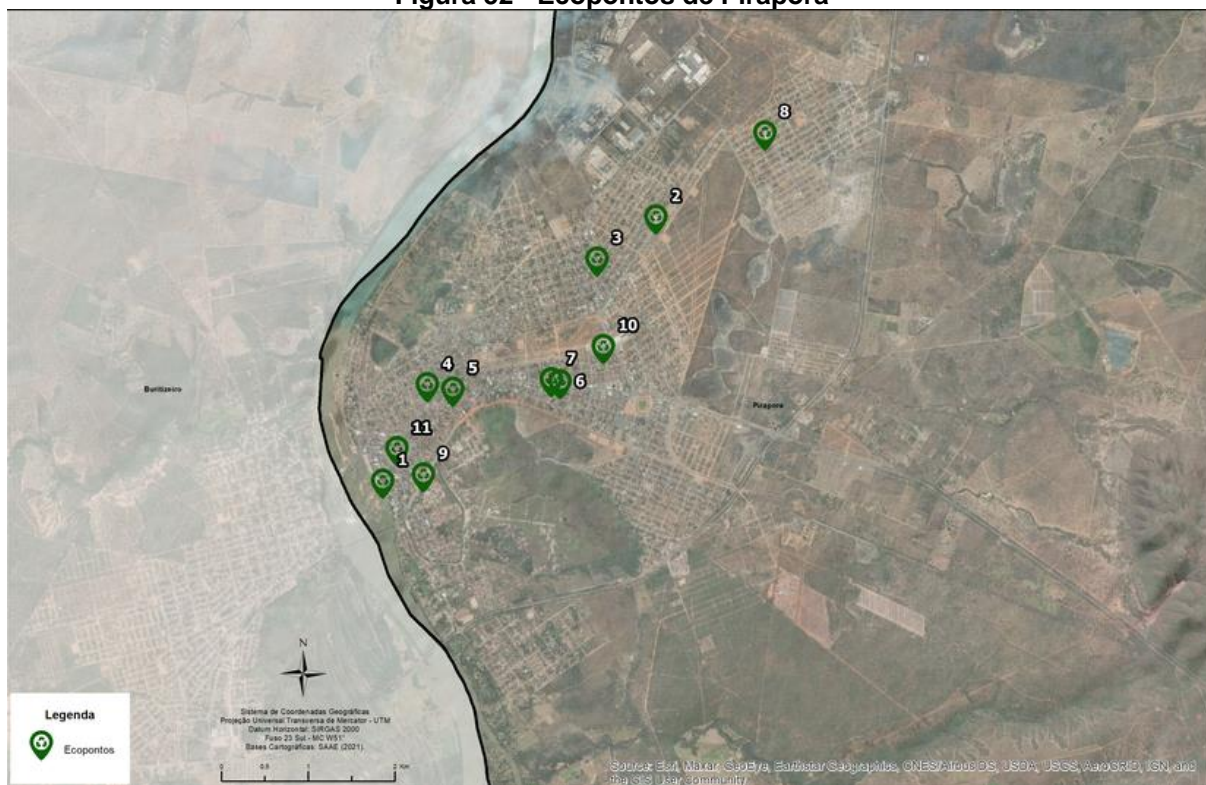 Figura 52 - Ecopontos de Pirapora
8
2
3
10
7
4
5
6
Buritizeiro
Pirapora
11
1
9
N
Legenda
Ecopontos
Sistema de Coordenadas Geográficas
Projeção Universal Transversa de Mercator - UTM
Datum Horizontal: SIRGAS 2000
Fuso 23 Sul - MC W51°
Bases Cartográficas: SAAE (2021)
0 0,5 1 2 Km
Source: Esri, Maxar, GeoEye, Earthstar Geographics, CNES/Airbus DS, USDA, USGS, AeroGRID, IGN, and
the GIS User Community